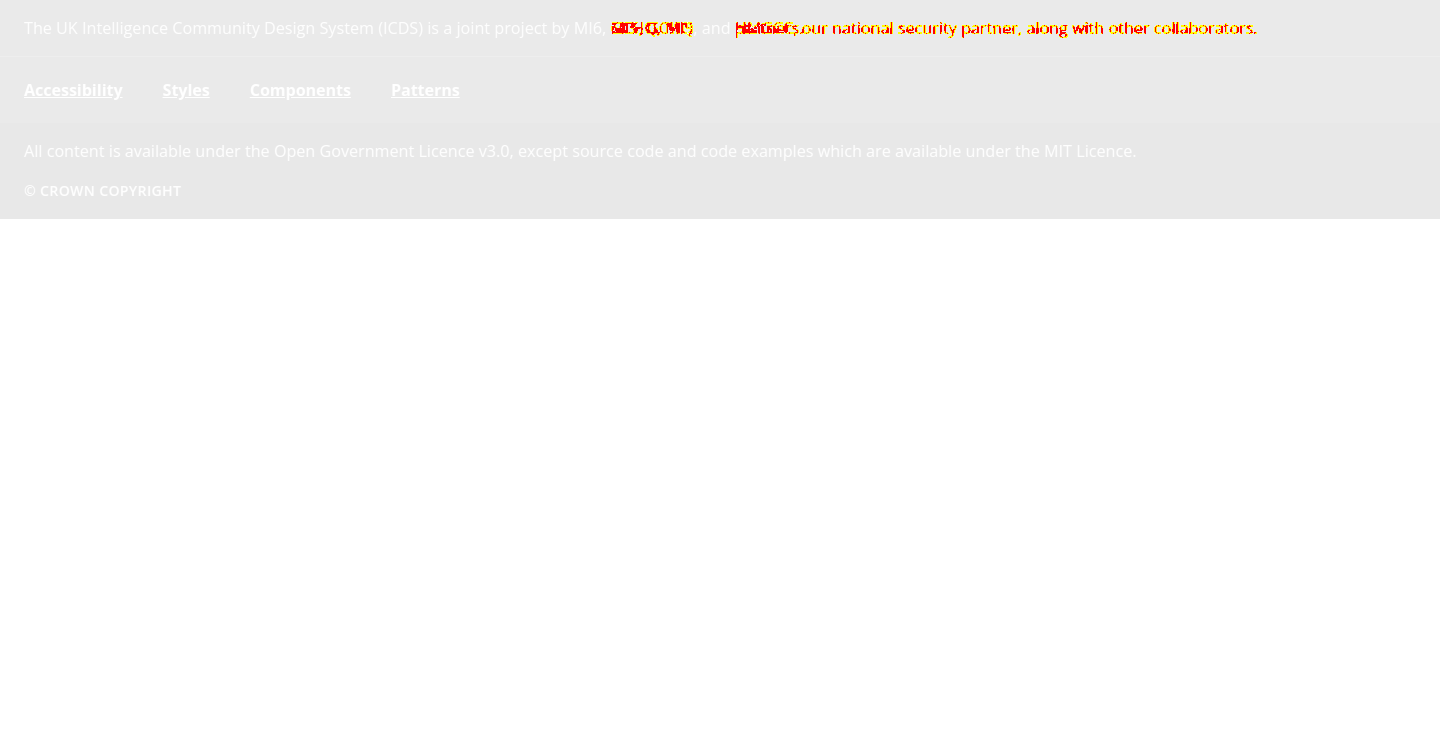 The UK Intelligence Community Design System (ICDS) is a joint project by MI6, and our national security partner, along with other collaborators.
Accessibility Styles Components Patterns
All content is available under the Open Government Licence v3.0, except source code and code examples which are available under the MIT Licence.
© CROWN COPYRIGHT